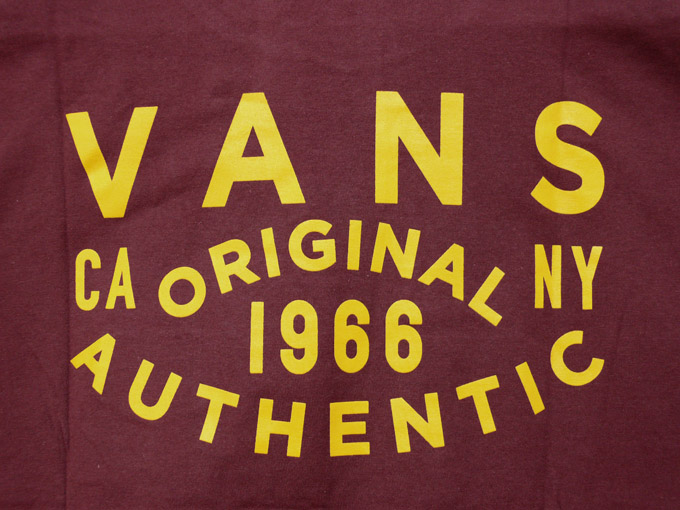 VANS
CA ORIGINAL NY
1966
AUTHENTIC